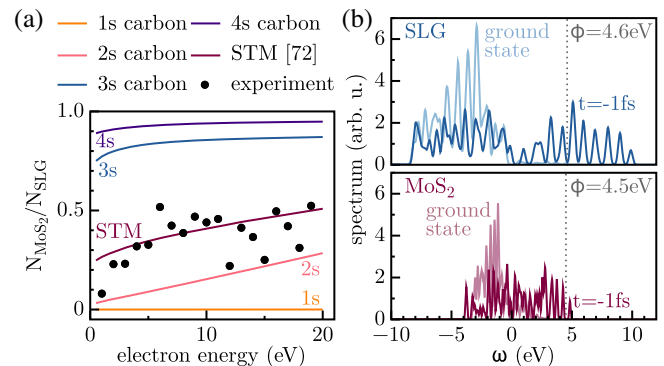 (a)
1s carbon
4s carbon
2s carbon
STM [72]
3s carbon
experiment
N_MoS₂/N_SLG
1.0
0.5
0
4s
3s
STM
2s
1s
0
10
20
electron energy (eV)
(b)
spectrum (arb. u.)
6
4
2
0
SLG
ground
state
Φ=4.6eV
t=-1fs
6
4
2
0
MoS₂
ground
state
Φ=4.5eV
t=-1fs
-10
-5
0
5
10
ω (eV)